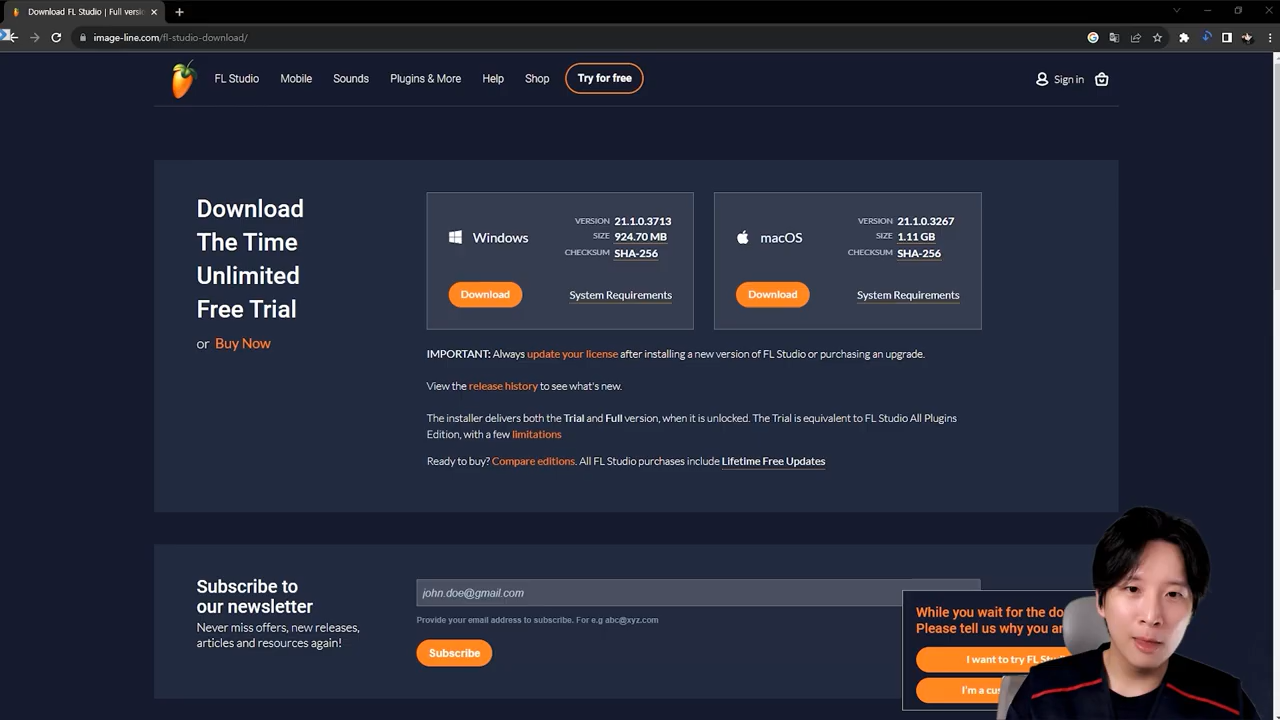 Download FL Studio | Full versi
image-line.com/fl-studio-download/
FL Studio
Mobile
Sounds
Plugins & More
Help
Shop
Try for free
Sign in
Download
The Time
Unlimited
Free Trial
or Buy Now
Windows
VERSION 21.1.0.3713
SIZE 924.70 MB
CHECKSUM SHA-256
Download
System Requirements
macOS
VERSION 21.1.0.3267
SIZE 1.11 GB
CHECKSUM SHA-256
Download
System Requirements
IMPORTANT: Always update your license after installing a new version of FL Studio or purchasing an upgrade.
View the release history to see what's new.
The installer delivers both the Trial and Full version, when it is unlocked. The Trial is equivalent to FL Studio All Plugins
Edition, with a few limitations
Ready to buy? Compare editions. All FL Studio purchases include Lifetime Free Updates
Subscribe to
our newsletter
Never miss offers, new releases,
articles and resources again!
john.doe@gmail.com
Provide your email address to subscribe. For e.g abc@xyz.com
Subscribe
While you wait for the do
Please tell us why you ar
I want to try FL Stu
I'm a cus